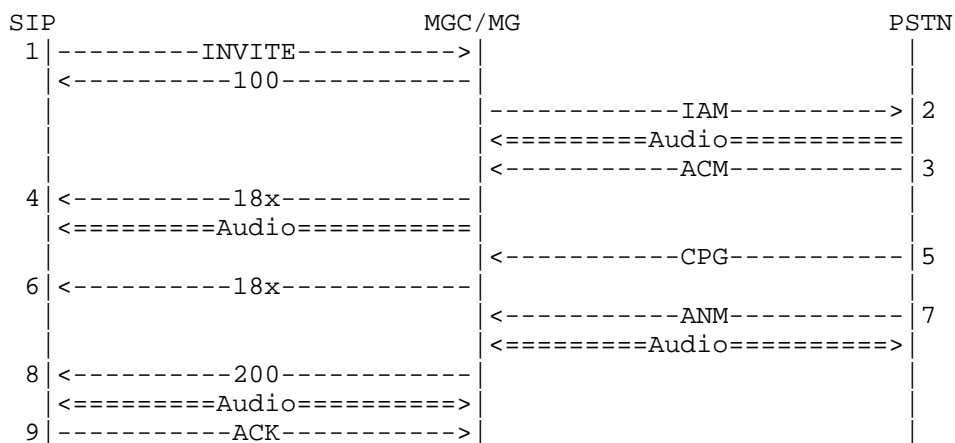 SIP                       MGC/MG                       PSTN
 1|---------INVITE---------->|                            |
  |<----------100------------|                            |
  |                          |------------IAM---------->|2
  |                          |<=========Audio===========|
  |                          |<-----------ACM-----------|3
 4|<----------18x------------|                            |
  |<=========Audio===========|                            |
  |                          |<-----------CPG-----------|5
 6|<----------18x------------|                            |
  |                          |<-----------ANM-----------|7
  |                          |<=========Audio==========>|
 8|<----------200------------|                            |
  |<=========Audio==========>|                            |
 9|-----------ACK----------->|                            |